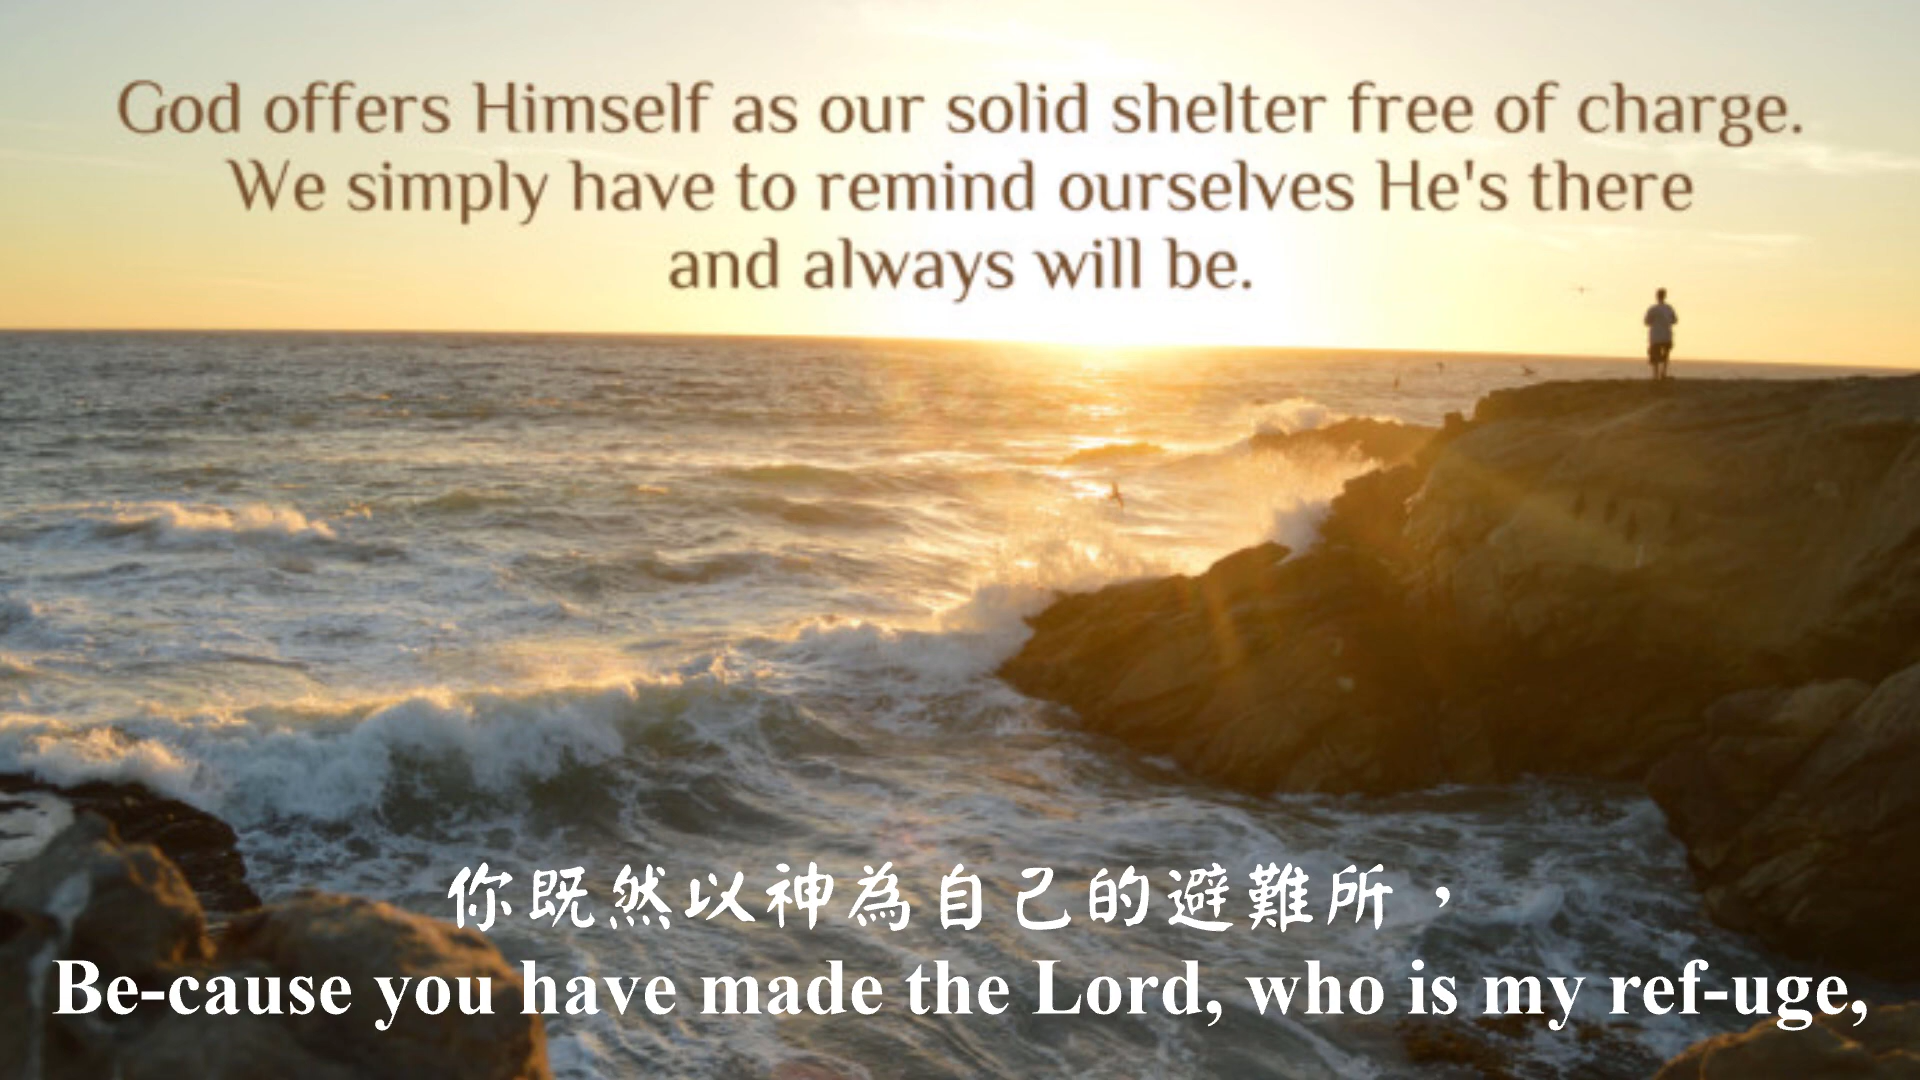 God offers Himself as our solid shelter free of charge.
We simply have to remind ourselves He's there
and always will be.
你既然以神為自己的避難所，
Be-cause you have made the Lord, who is my ref-uge,